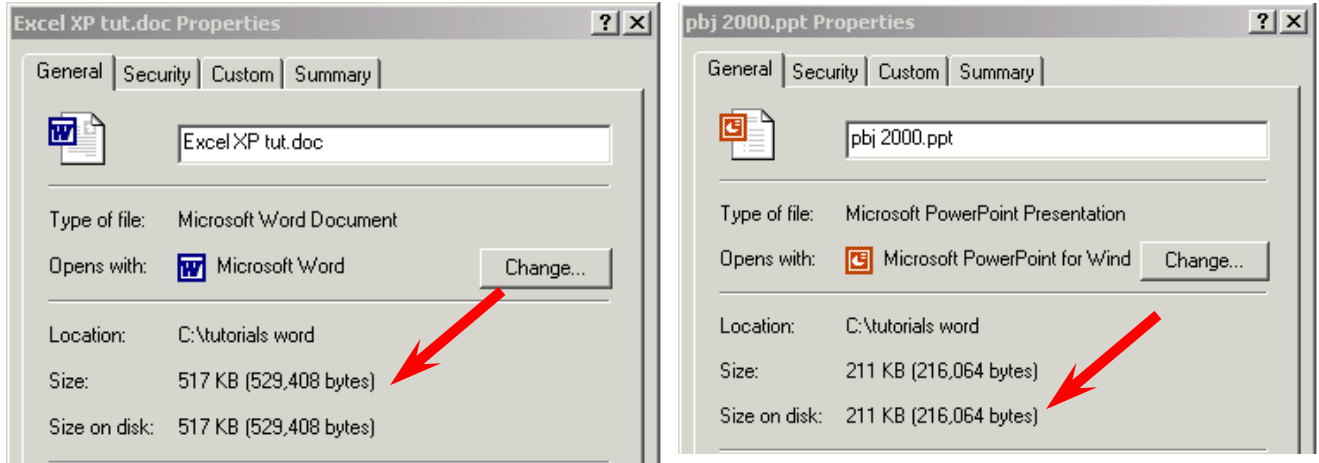 Excel XP tut.doc Properties
General Security Custom Summary
Excel XP tut.doc
Type of file: Microsoft Word Document
Opens with: Microsoft Word Change...
Location: C:\tutorials word
Size: 517 KB (529,408 bytes)
Size on disk: 517 KB (529,408 bytes)
pbj 2000.ppt Properties
General Security Custom Summary
pbj 2000.ppt
Type of file: Microsoft PowerPoint Presentation
Opens with: Microsoft PowerPoint for Wind Change...
Location: C:\tutorials word
Size: 211 KB (216,064 bytes)
Size on disk: 211 KB (216,064 bytes)